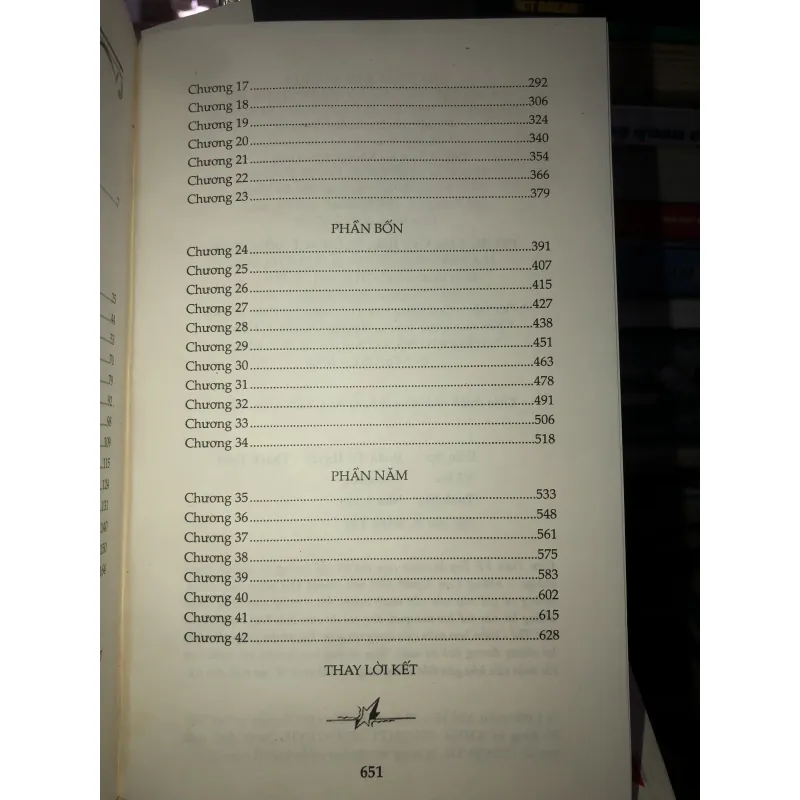 Chương 17 292
Chương 18 306
Chương 19 324
Chương 20 340
Chương 21 354
Chương 22 366
Chương 23 379
PHẦN BỐN
Chương 24 391
Chương 25 407
Chương 26 415
Chương 27 427
Chương 28 438
Chương 29 451
Chương 30 463
Chương 31 478
Chương 32 491
Chương 33 506
Chương 34 518
PHẦN NĂM
Chương 35 533
Chương 36 548
Chương 37 561
Chương 38 575
Chương 39 583
Chương 40 602
Chương 41 615
Chương 42 628
THAY LỜI KẾT
651